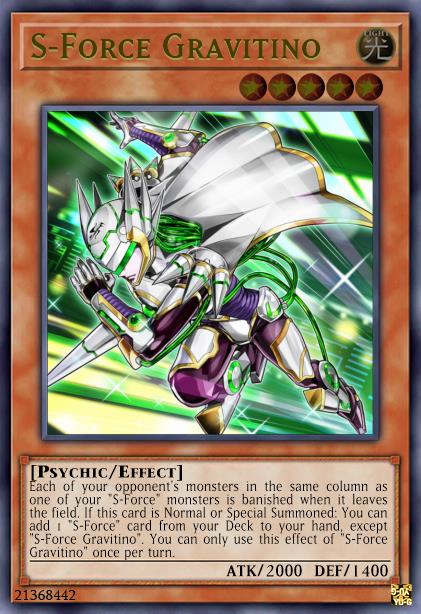 S-Force Gravitino
LIGHT
光
[Psychic/Effect]
Each of your opponent's monsters in the same column as
one of your "S-Force" monsters is banished when it leaves
the field. If this card is Normal or Special Summoned: You can
add 1 "S-Force" card from your Deck to your hand, except
"S-Force Gravitino". You can only use this effect of "S-Force
Gravitino" once per turn.
ATK/2000 DEF/1400
21368442